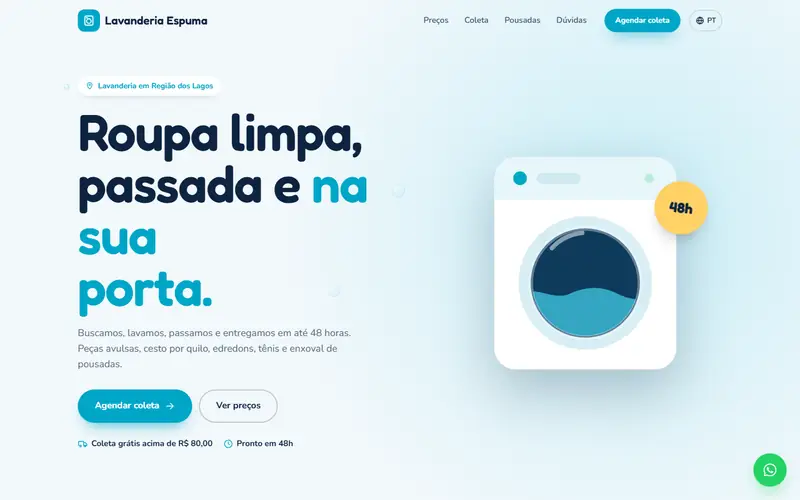 Lavanderia Espuma
Preços
Coleta
Pousadas
Dúvidas
Agendar coleta
PT
Lavanderia em Região dos Lagos
Roupa limpa,
passada e na
sua
porta.
48h
Buscamos, lavamos, passamos e entregamos em até 48 horas.
Peças avulsas, cesto por quilo, edredons, tênis e enxoval de
pousadas.
Agendar coleta
Ver preços
Coleta grátis acima de R$ 80,00
Pronto em 48h